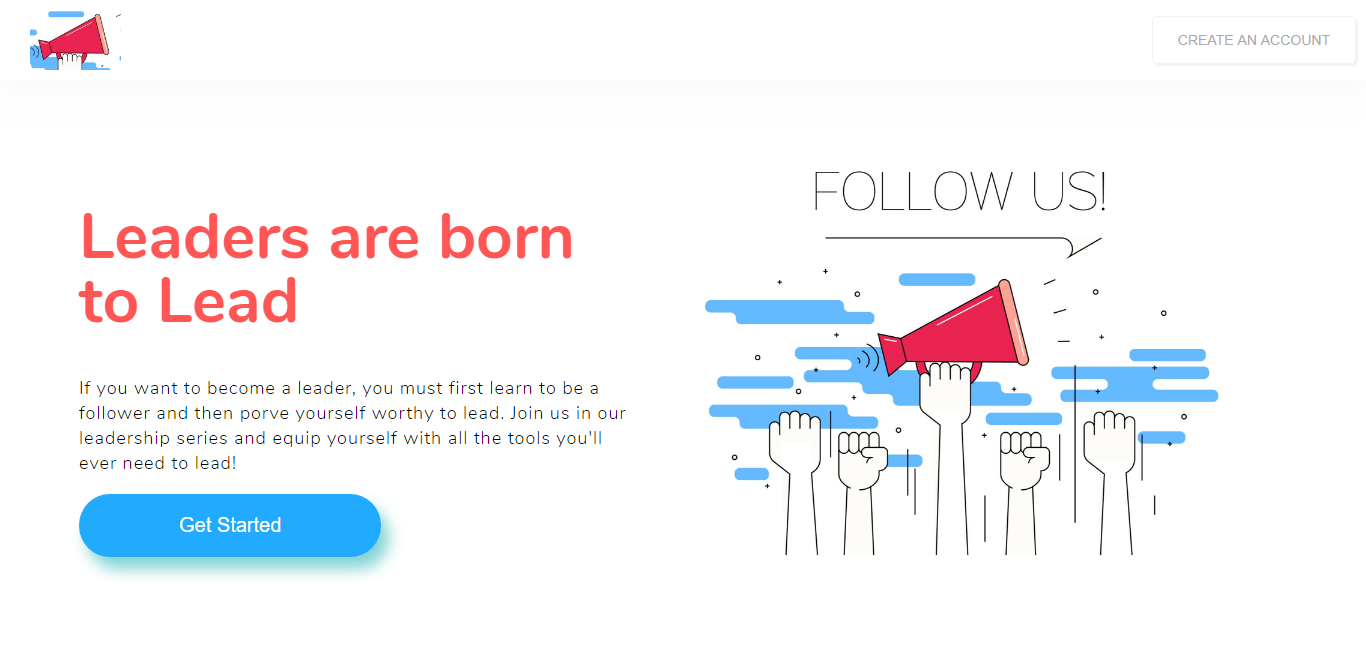 CREATE AN ACCOUNT
FOLLOW US!
Leaders are born
to Lead
If you want to become a leader, you must first learn to be a
follower and then porve yourself worthy to lead. Join us in our
leadership series and equip yourself with all the tools you'll
ever need to lead!
Get Started